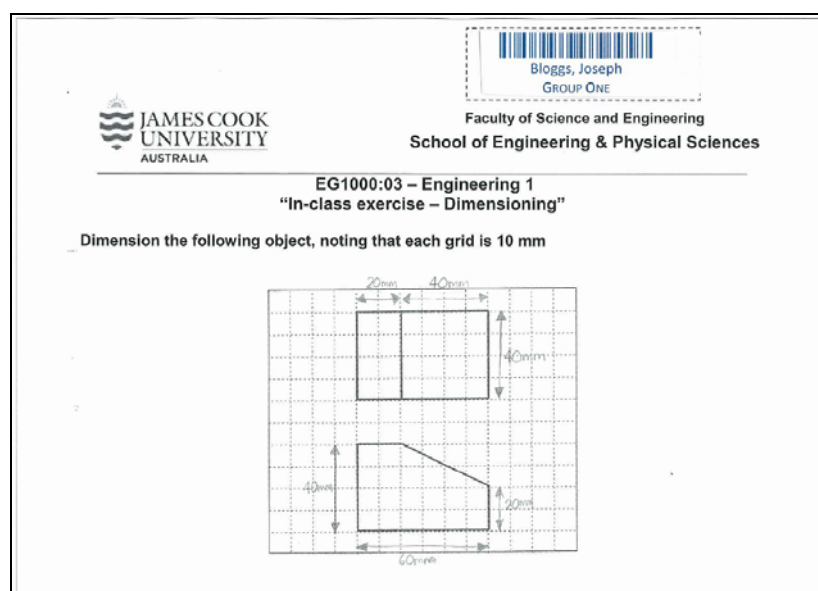 Bloggs, Joseph
GROUP ONE
JAMES COOK
UNIVERSITY
AUSTRALIA
Faculty of Science and Engineering
School of Engineering & Physical Sciences
EG1000:03 – Engineering 1
“In-class exercise – Dimensioning”
Dimension the following object, noting that each grid is 10 mm
20mm 40mm
40mm
40mm
20mm
60mm